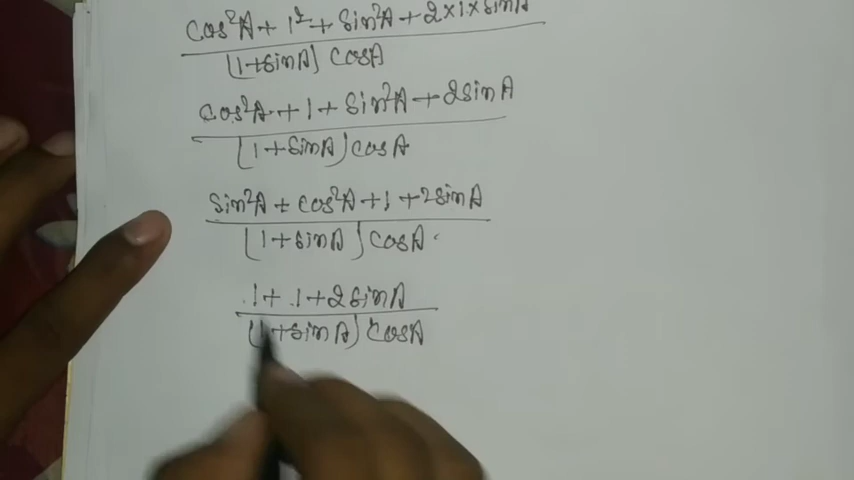 cos²A + 1² + sin²A + 2×1×sinA
(1+sinA) cosA
cos²A + 1 + sin²A + 2sinA
(1+sinA) cosA
sin²A + cos²A + 1 + 2sinA
(1+sinA) cosA
1 + 1 + 2sinA
(1+sinA) cosA